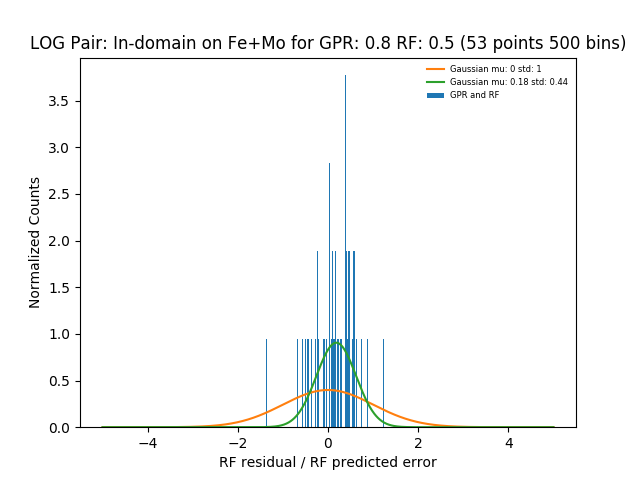 LOG Pair: In-domain on Fe+Mo for GPR: 0.8 RF: 0.5 (53 points 500 bins)
Gaussian mu: 0 std: 1
Gaussian mu: 0.18 std: 0.44
GPR and RF
Normalized Counts
3.5
3.0
2.5
2.0
1.5
1.0
0.5
0.0
−4 −2 0 2 4
RF residual / RF predicted error